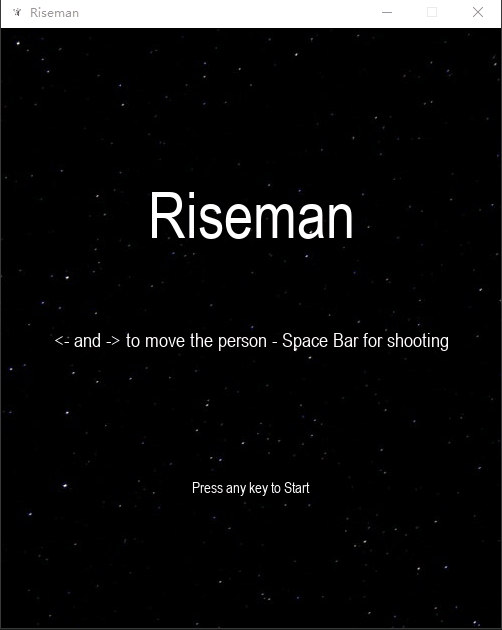 Riseman
Riseman
<- and -> to move the person - Space Bar for shooting
Press any key to Start